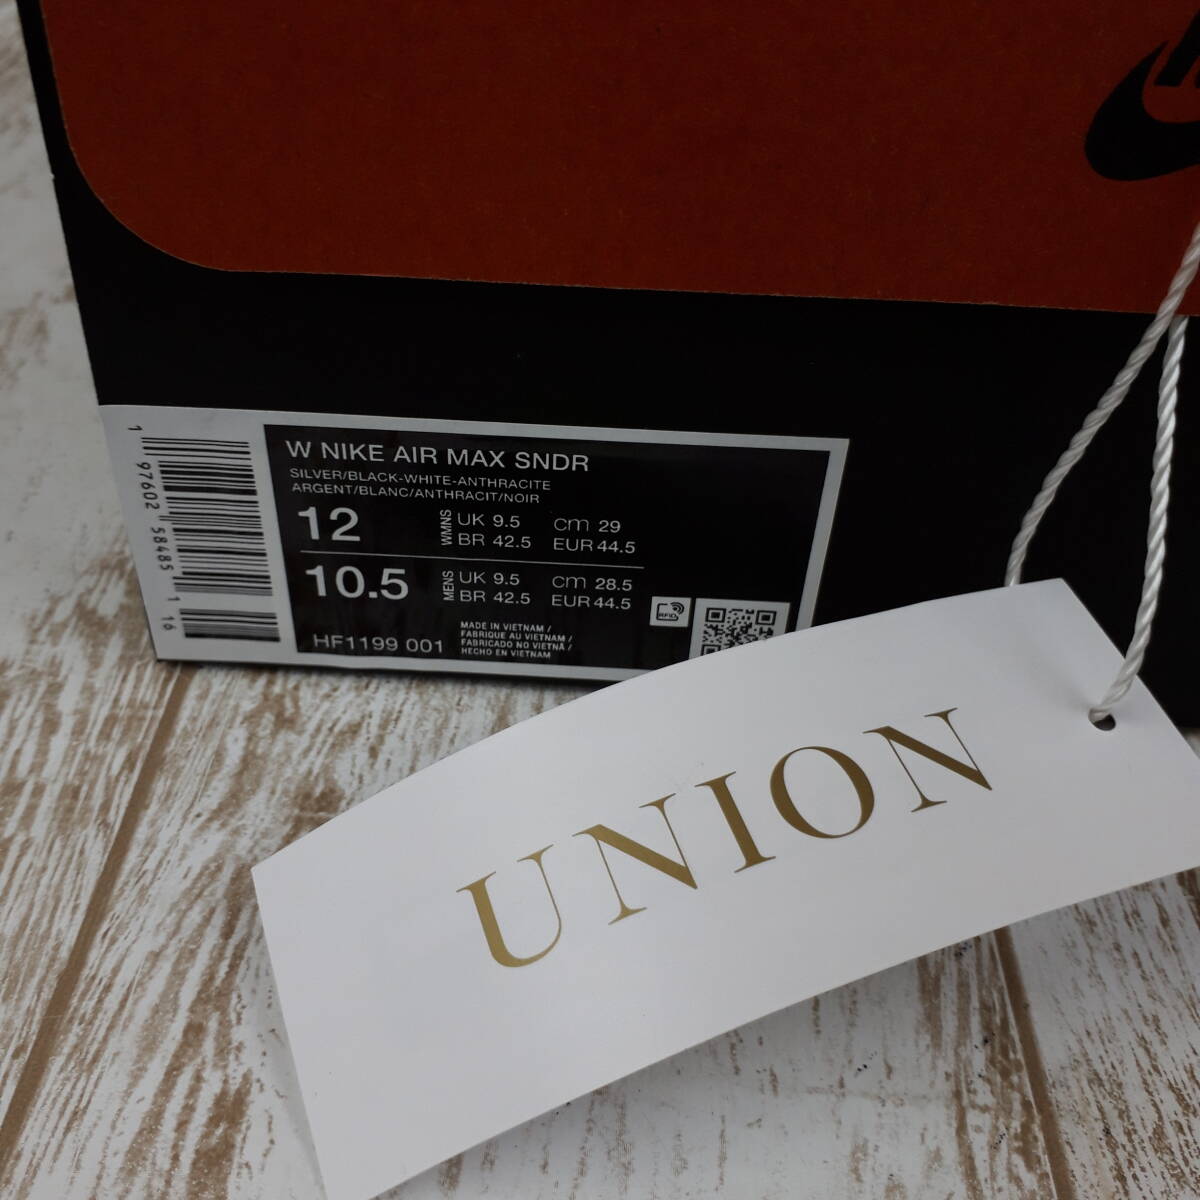 W NIKE AIR MAX SNDR
SILVER/BLACK-WHITE-ANTHRACITE
ARGENT/BLANC/ANTHRACIT/NOIR
12 WMNS UK 9.5 cm 29
BR 42.5 EUR 44.5
10.5 MENS UK 9.5 cm 28.5
BR 42.5 EUR 44.5
HF1199 001
MADE IN VIETNAM /
FABRIQUE AU VIETNAM /
FABRICADO NO VIETNÃ /
HECHO EN VIETNAM
RFID
1 97602 58485 1 16
UNION